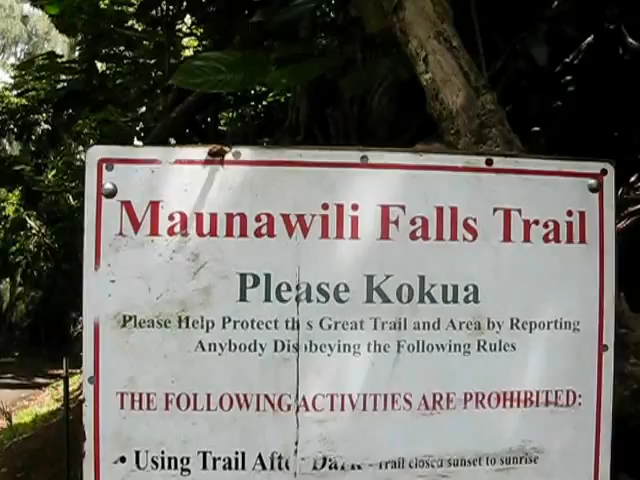 Maunawili Falls Trail
Please Kokua
Please Help Protect this Great Trail and Area by Reporting
Anybody Disobeying the Following Rules
THE FOLLOWING ACTIVITIES ARE PROHIBITED:
• Using Trail After Dark - Trail closed sunset to sunrise